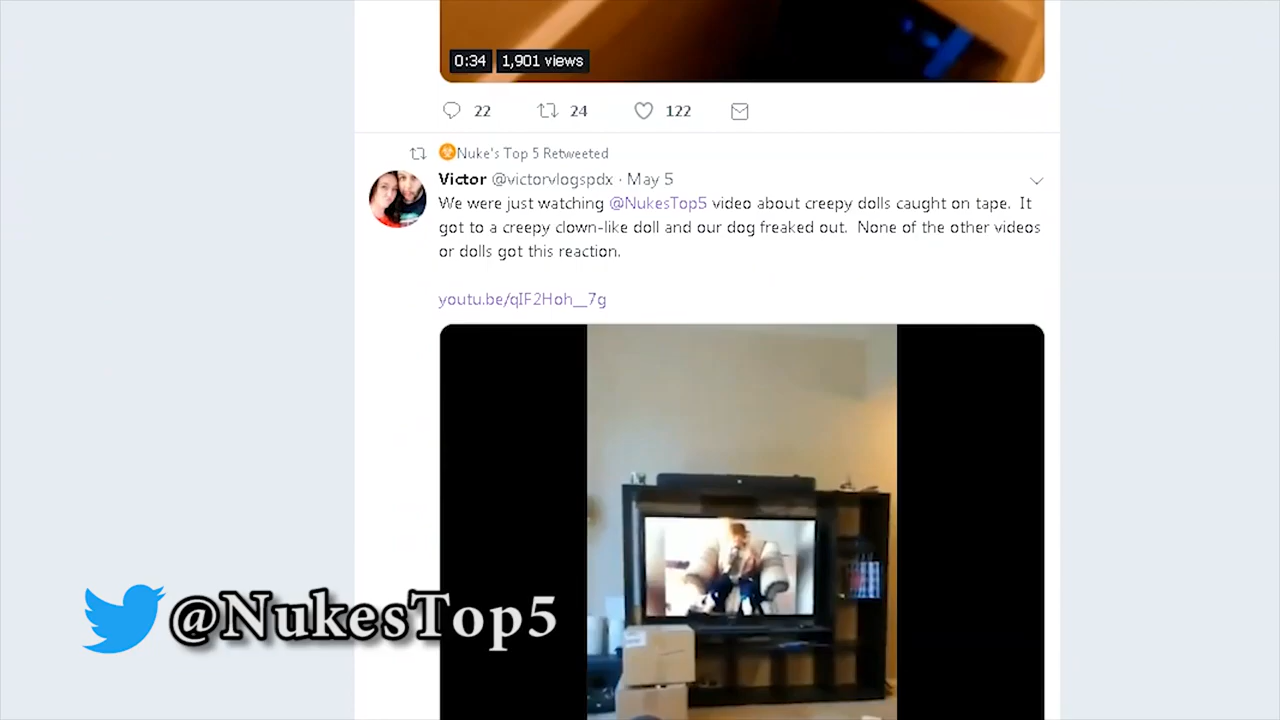 0:34 1,901 views
22 24 122
Nuke's Top 5 Retweeted
Victor @victorvlogspdx · May 5
We were just watching @NukesTop5 video about creepy dolls caught on tape. It
got to a creepy clown-like doll and our dog freaked out. None of the other videos
or dolls got this reaction.
youtu.be/qIF2Hoh__7g
@NukesTop5